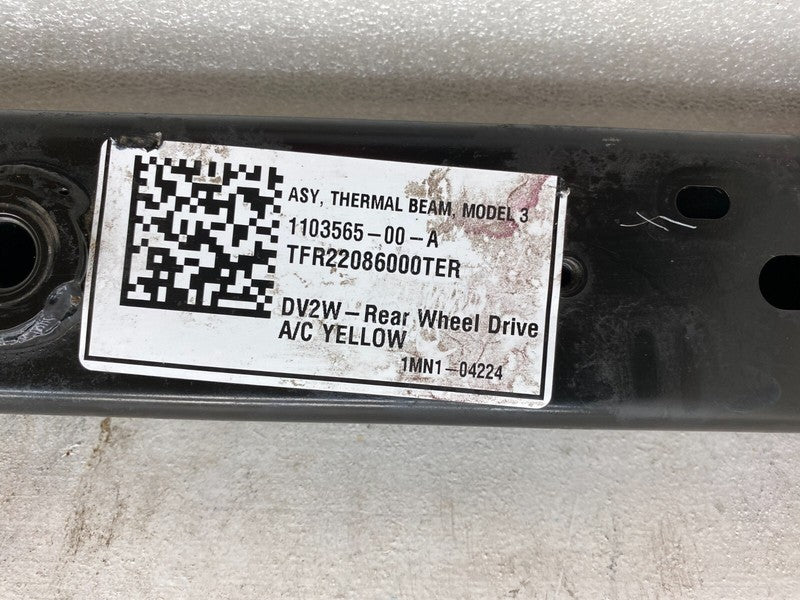 ASY, THERMAL BEAM, MODEL 3
1103565-00-A
TFR22086000TER
DV2W-Rear Wheel Drive
A/C YELLOW
1MN1-04224